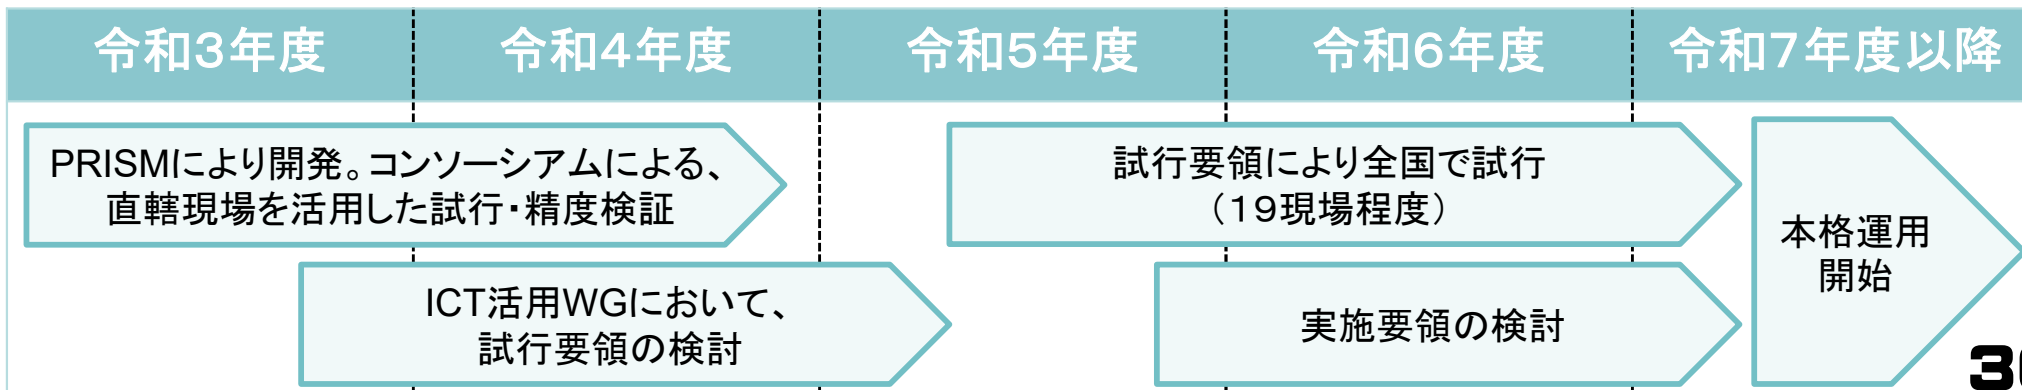 令和3年度
令和4年度
令和5年度
令和6年度
令和7年度以降
PRISMにより開発。コンソーシアムによる、
直轄現場を活用した試行・精度検証
試行要領により全国で試行
（19現場程度）
ICT活用WGにおいて、
試行要領の検討
実施要領の検討
本格運用
開始